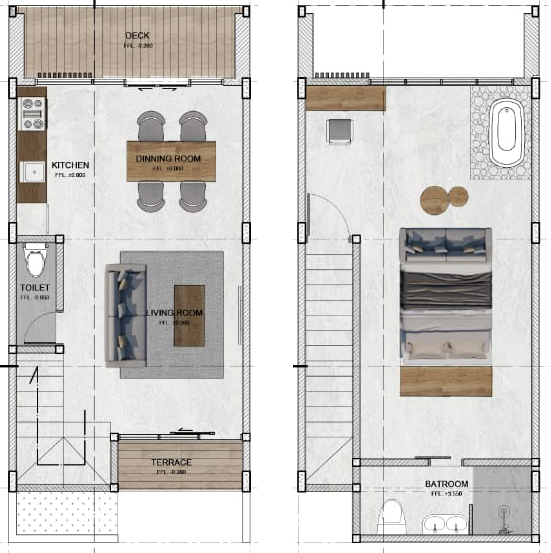 DECK
FFL. -0.200
KITCHEN
FFL. ±0.000
DINNING ROOM
FFL. ±0.000
TOILET
FFL. -0.050
LIVING ROOM
FFL. ±0.000
TERRACE
FFL. -0.200
BATROOM
FFL. +3.550